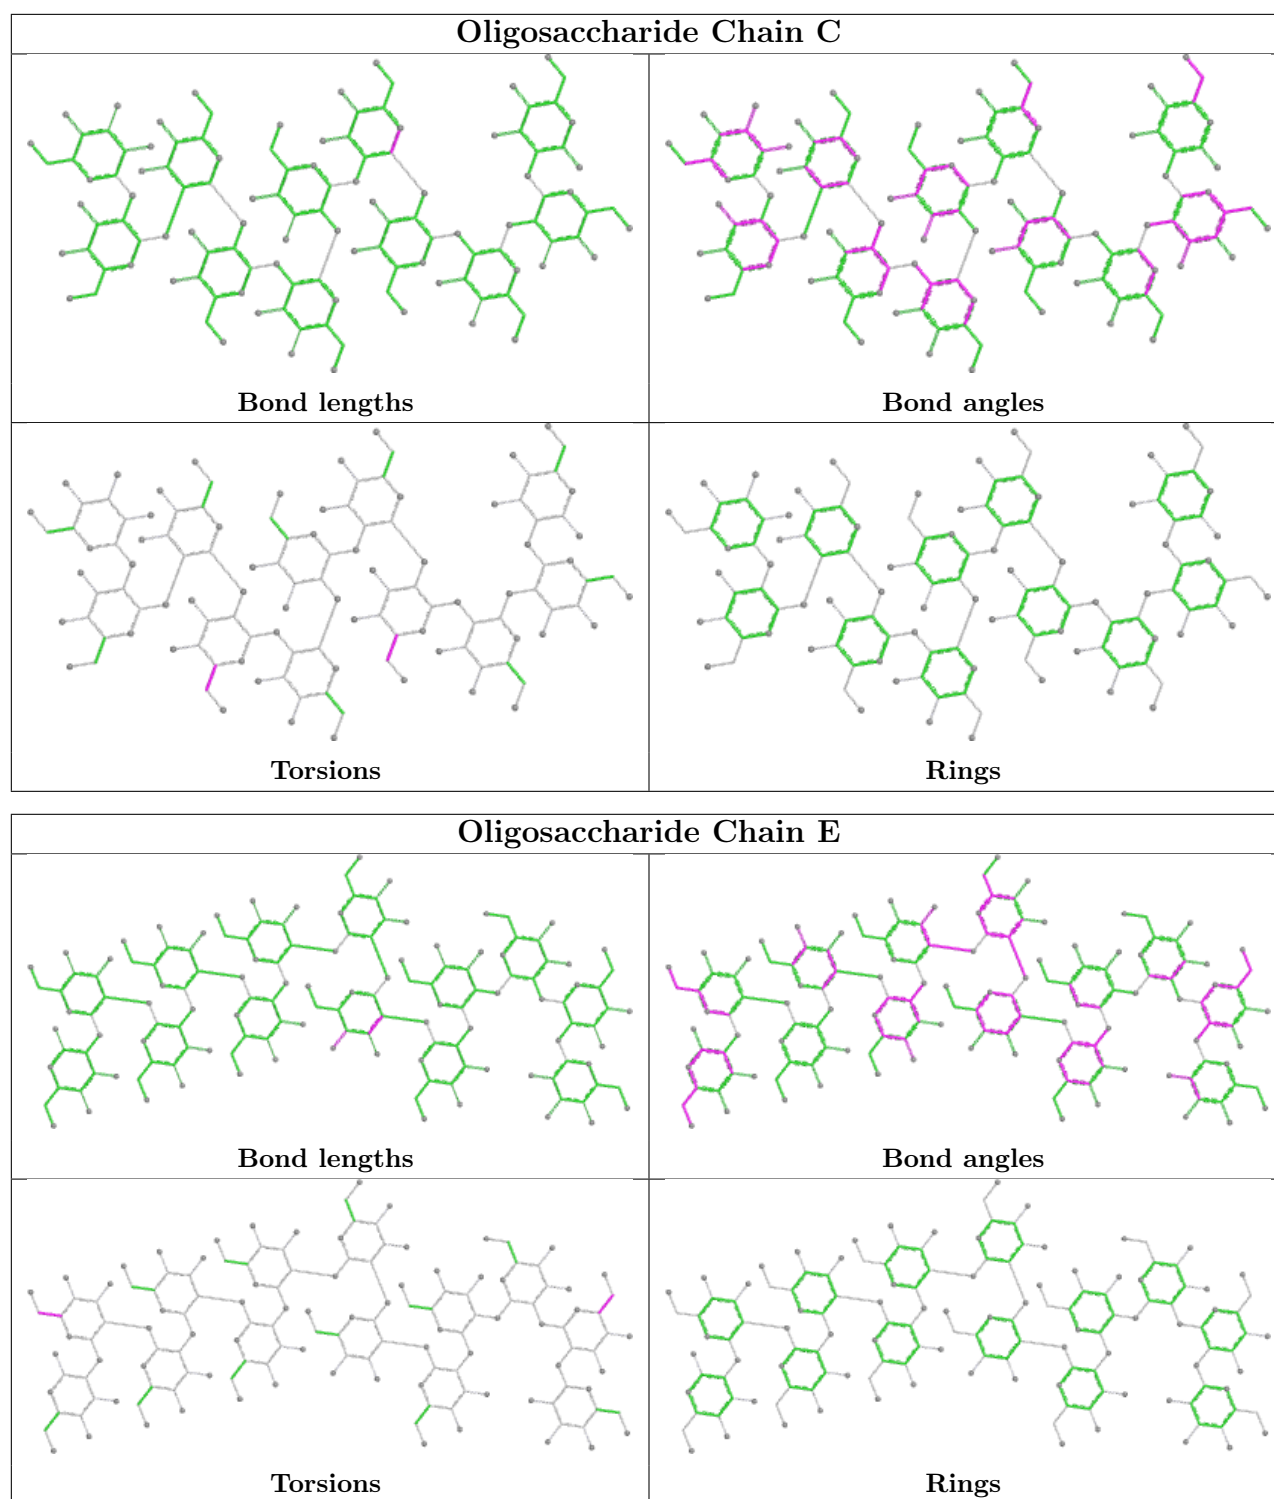 Oligosaccharide Chain C
Bond lengths
Bond angles
Torsions
Rings
Oligosaccharide Chain E
Bond lengths
Bond angles
Torsions
Rings